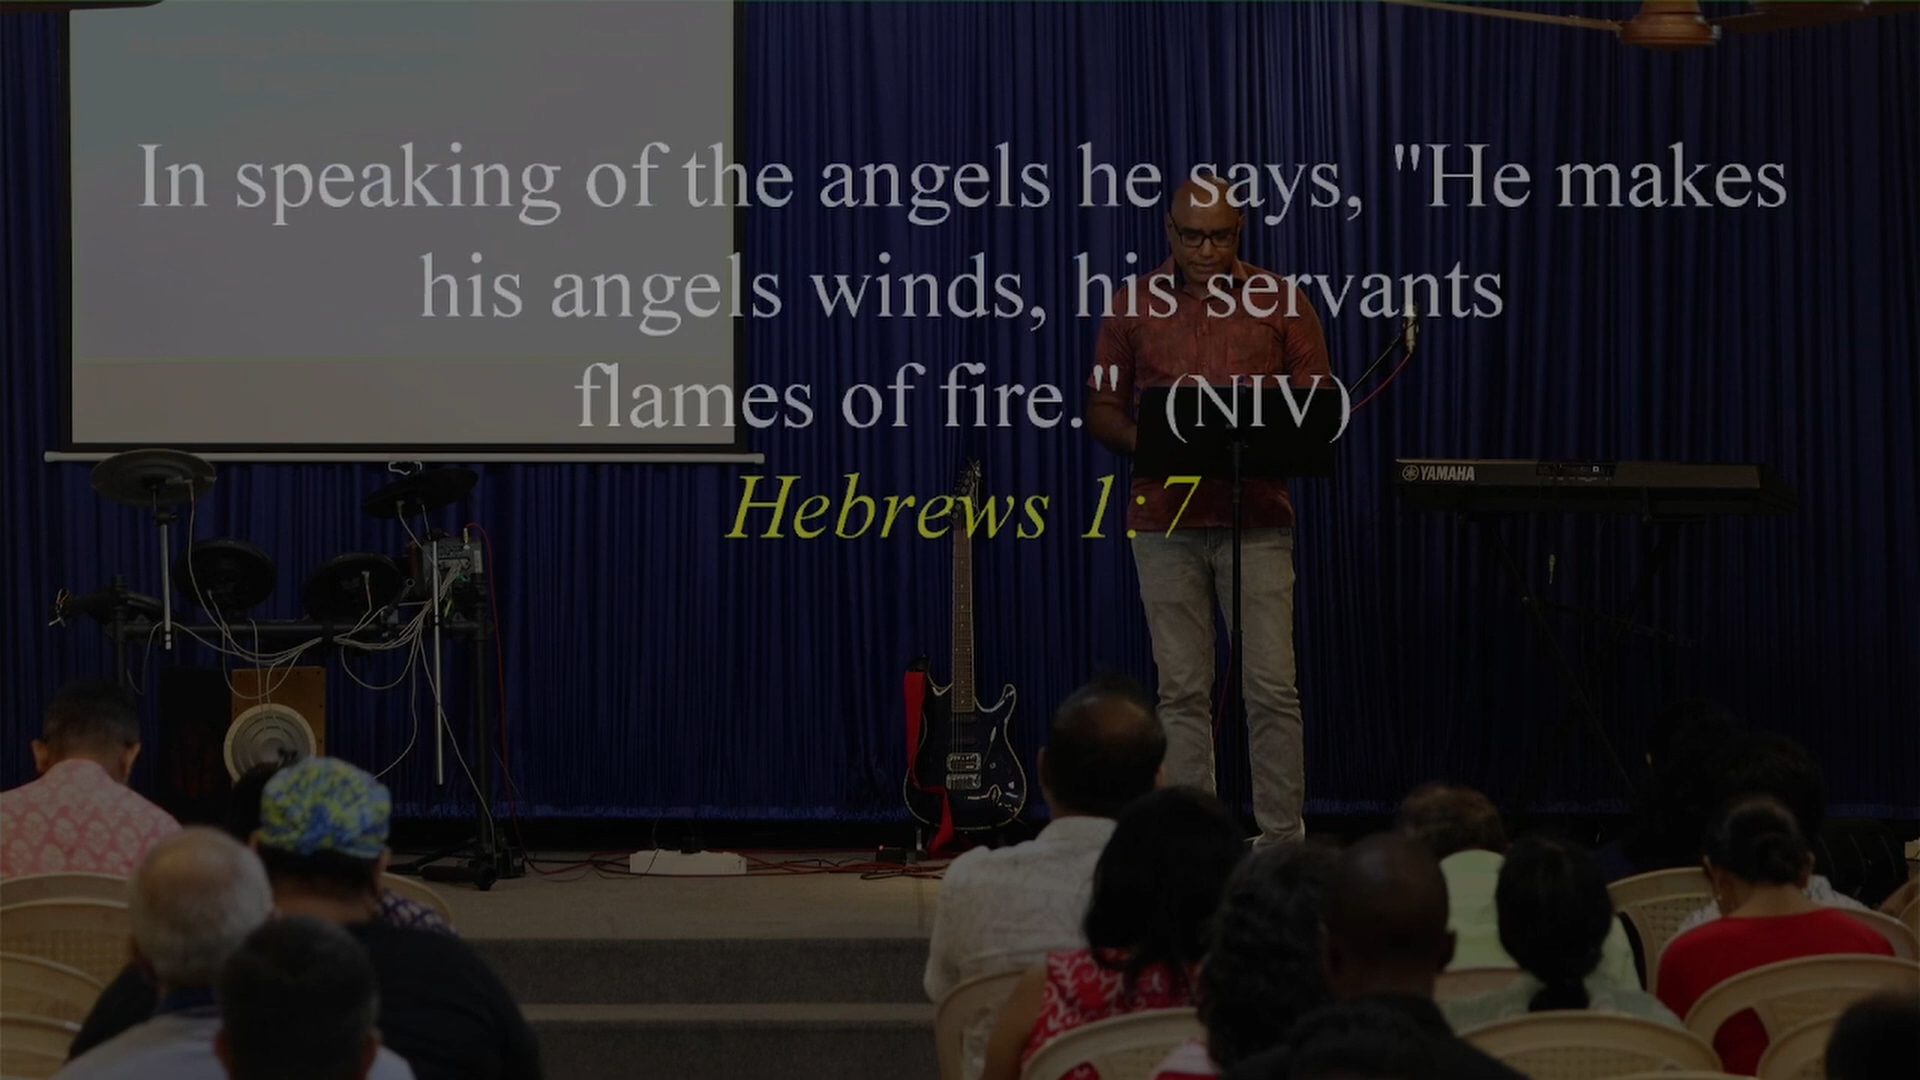 In speaking of the angels he says, "He makes
his angels winds, his servants
flames of fire." (NIV)
Hebrews 1:7
YAMAHA